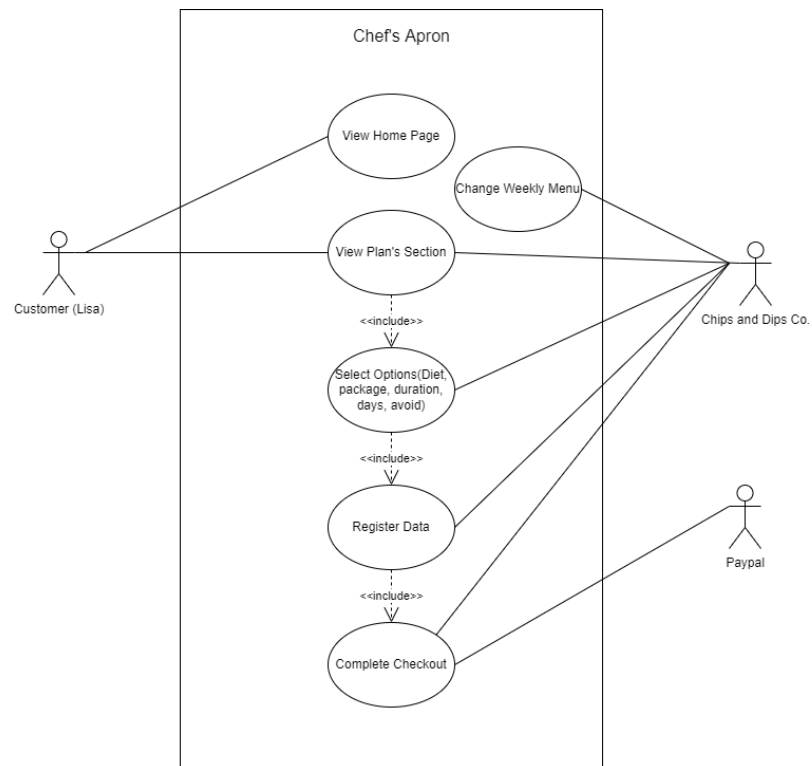 Chef's Apron
View Home Page
Change Weekly Menu
View Plan's Section
Customer (Lisa)
Chips and Dips Co.
<<include>>
Select Options(Diet,
package, duration,
days, avoid)
<<include>>
Register Data
Paypal
<<include>>
Complete Checkout